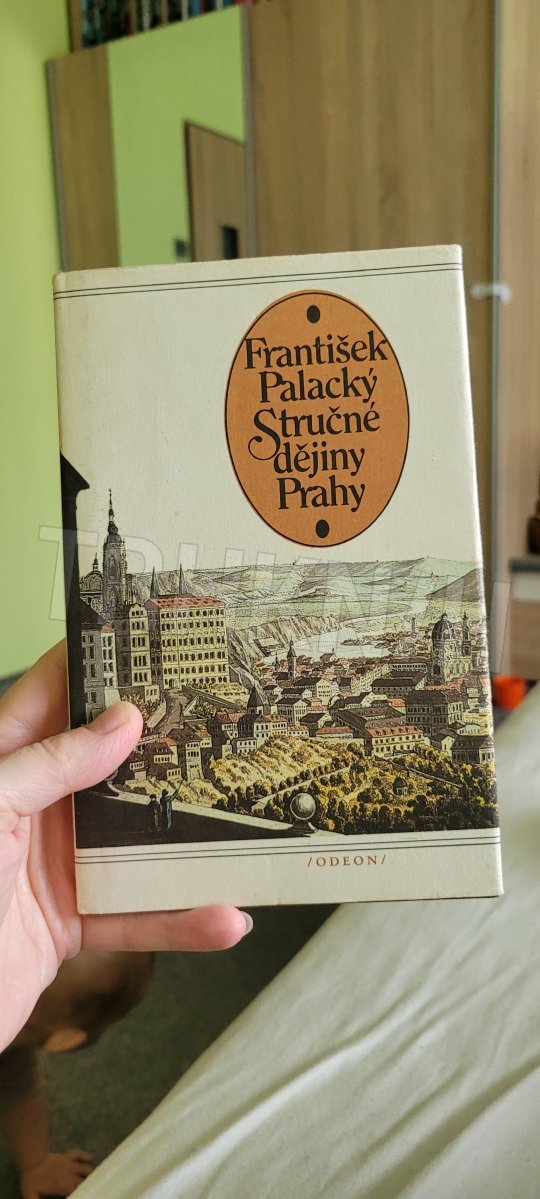 František
Palacký
Stručné
dějiny
Prahy
/ODEON/